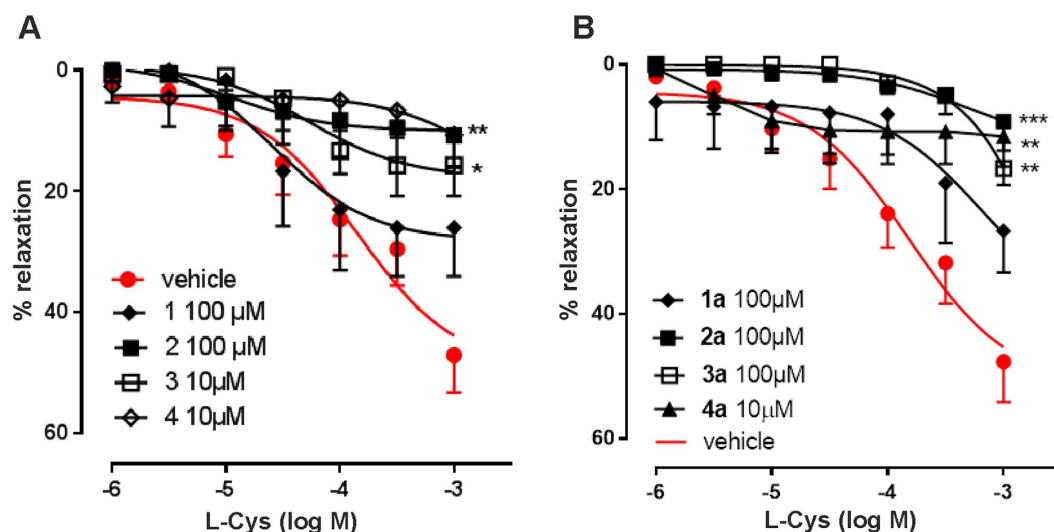 A
0
20
40
60
% relaxation
**
*
vehicle
1 100 µM
2 100 µM
3 10µM
4 10µM
-6
-5
-4
-3
L-Cys (log M)
B
0
20
40
60
% relaxation
***
**
**
1a 100µM
2a 100µM
3a 100µM
4a 10µM
vehicle
-6
-5
-4
-3
L-Cys (log M)